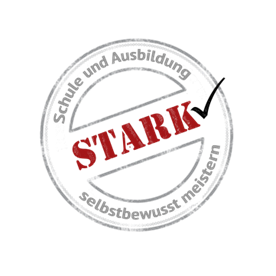 Schule und Ausbildung
STARK
selbstbewusst meistern